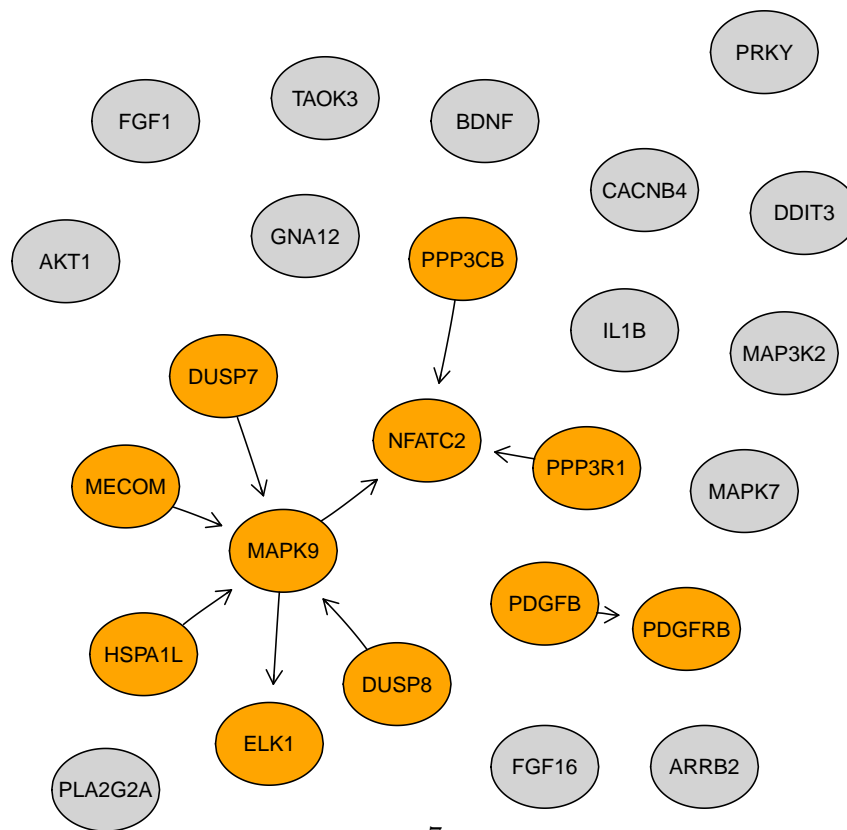 PRKY
TAOK3
FGF1
BDNF
CACNB4
DDIT3
GNA12
AKT1
PPP3CB
IL1B
MAP3K2
DUSP7
NFATC2
PPP3R1
MECOM
MAPK7
MAPK9
PDGFB
PDGFRB
HSPA1L
DUSP8
ELK1
FGF16
ARRB2
PLA2G2A